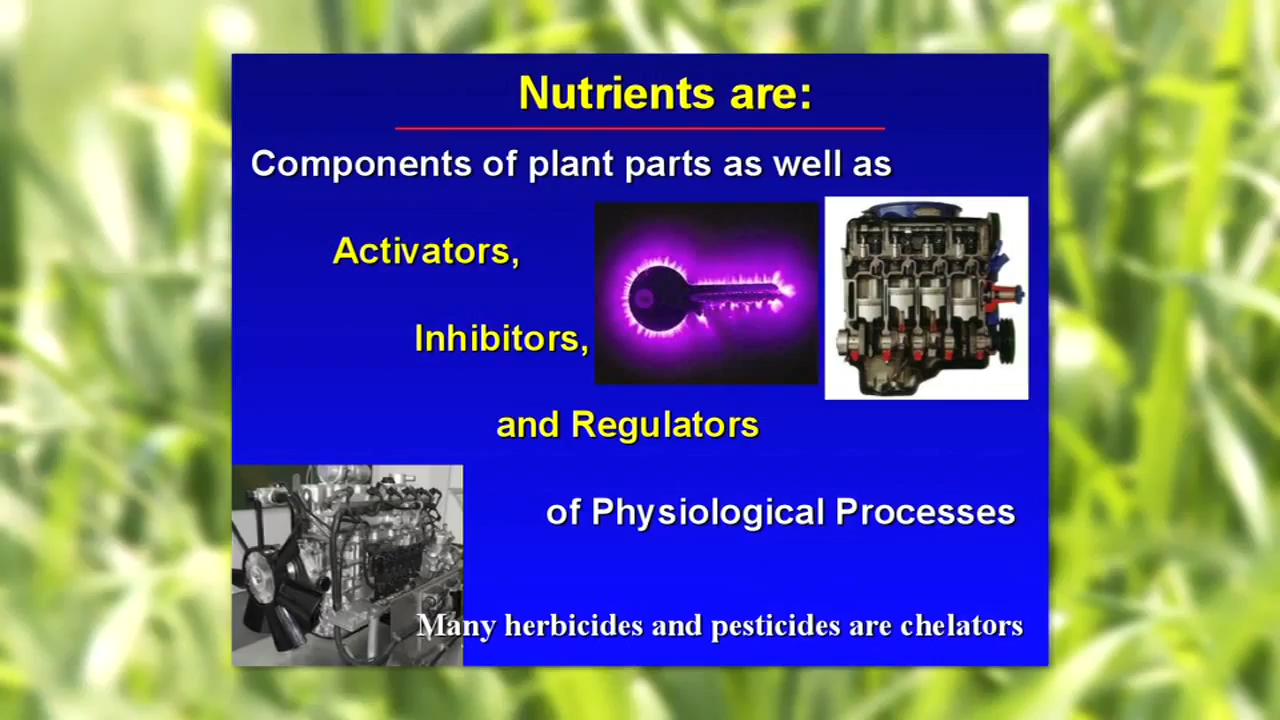 Nutrients are:
Components of plant parts as well as
Activators,
Inhibitors,
and Regulators
of Physiological Processes
Many herbicides and pesticides are chelators